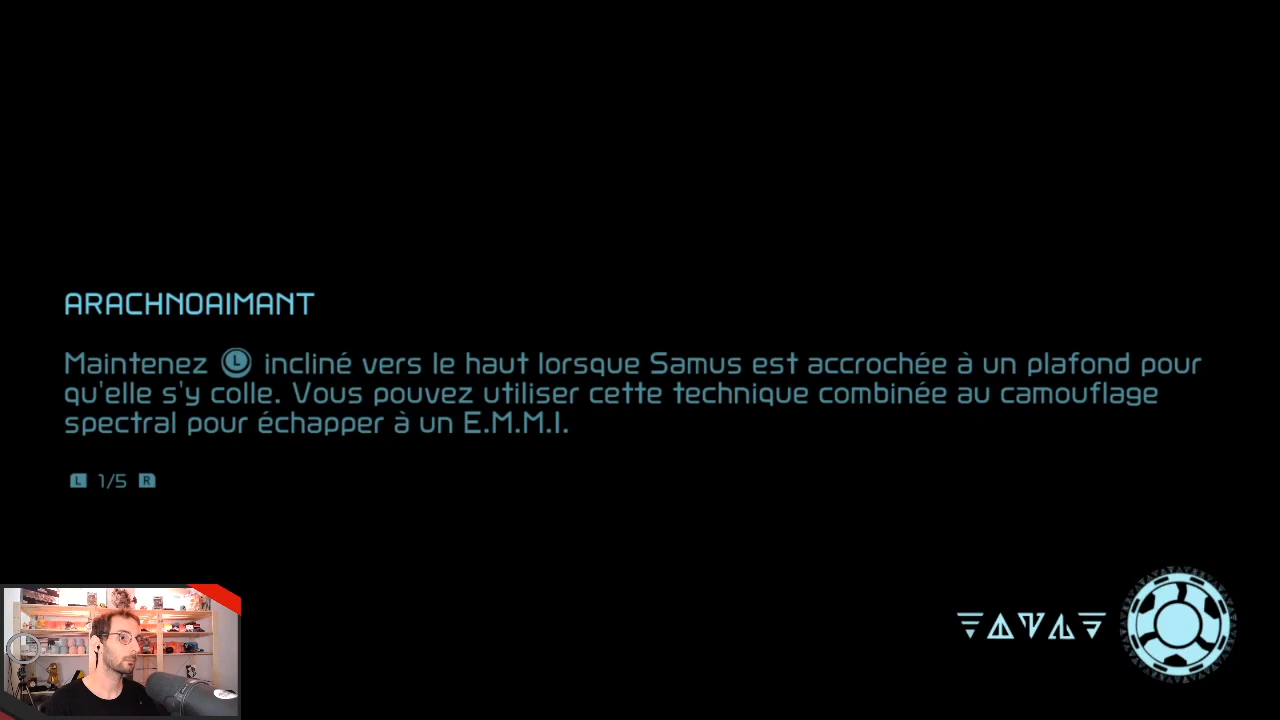 ARACHNOAIMANT
Maintenez L incliné vers le haut lorsque Samus est accrochée à un plafond pour
qu'elle s'y colle. Vous pouvez utiliser cette technique combinée au camouflage
spectral pour échapper à un E.M.M.I.
L 1/5 R